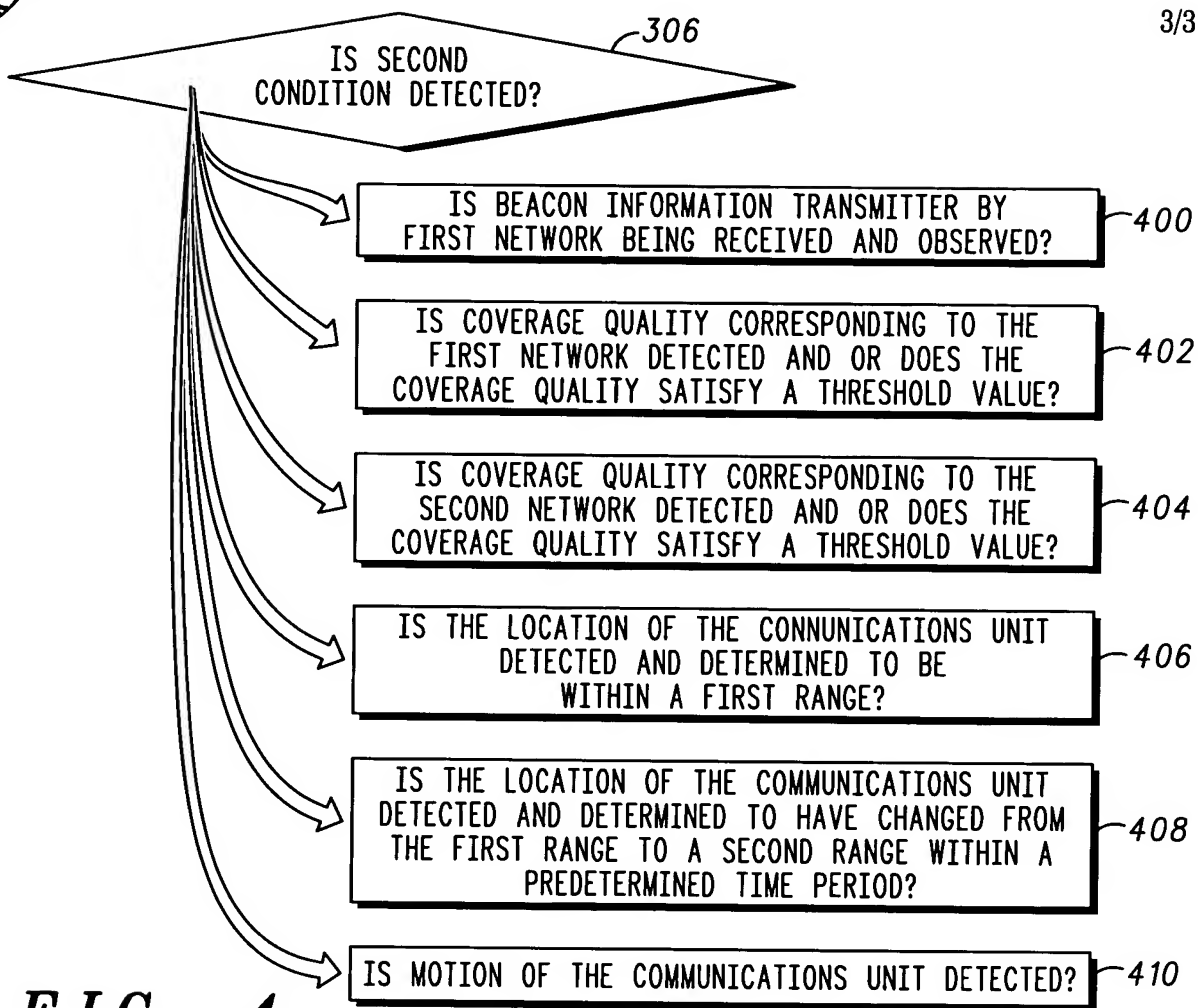 3/3
306
IS SECOND
CONDITION DETECTED?
IS BEACON INFORMATION TRANSMITTER BY
FIRST NETWORK BEING RECEIVED AND OBSERVED?
400
IS COVERAGE QUALITY CORRESPONDING TO THE
FIRST NETWORK DETECTED AND OR DOES THE
COVERAGE QUALITY SATISFY A THRESHOLD VALUE?
402
IS COVERAGE QUALITY CORRESPONDING TO THE
SECOND NETWORK DETECTED AND OR DOES THE
COVERAGE QUALITY SATISFY A THRESHOLD VALUE?
404
IS THE LOCATION OF THE CONNUNICATIONS UNIT
DETECTED AND DETERMINED TO BE
WITHIN A FIRST RANGE?
406
IS THE LOCATION OF THE COMMUNICATIONS UNIT
DETECTED AND DETERMINED TO HAVE CHANGED FROM
THE FIRST RANGE TO A SECOND RANGE WITHIN A
PREDETERMINED TIME PERIOD?
408
IS MOTION OF THE COMMUNICATIONS UNIT DETECTED?
410
FIG. 4